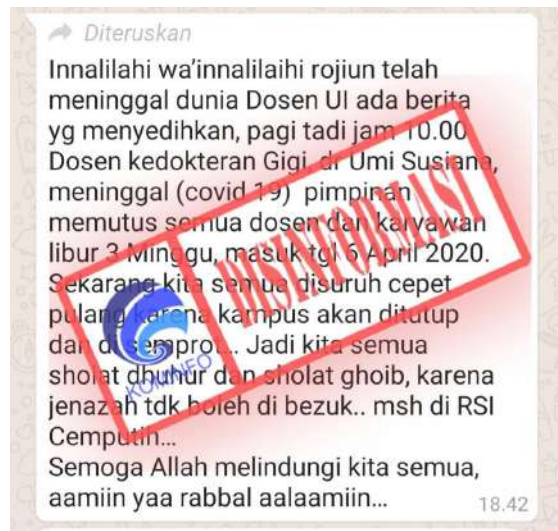 Diteruskan
Innalilahi wa'innalilaihi rojiun telah
meninggal dunia Dosen UI ada berita
yg menyedihkan, pagi tadi jam 10.00
Dosen kedokteran Gigi, dr Umi Susiana,
meninggal (covid 19) pimpinan
memutus semua dosen dan karyawan
libur 3 Minggu, masuk tgl 6 April 2020.
Sekarang kita semua disuruh cepet
pulang karena kampus akan ditutup
dan di semprot... Jadi kita semua
sholat dhuhur dan sholat ghoib, karena
jenazah tdk boleh di bezuk.. msh di RSI
Cemputih...
Semoga Allah melindungi kita semua,
aamiin yaa rabbal aalaamiin...
18.42
DISINFORMASI
KOMINFO